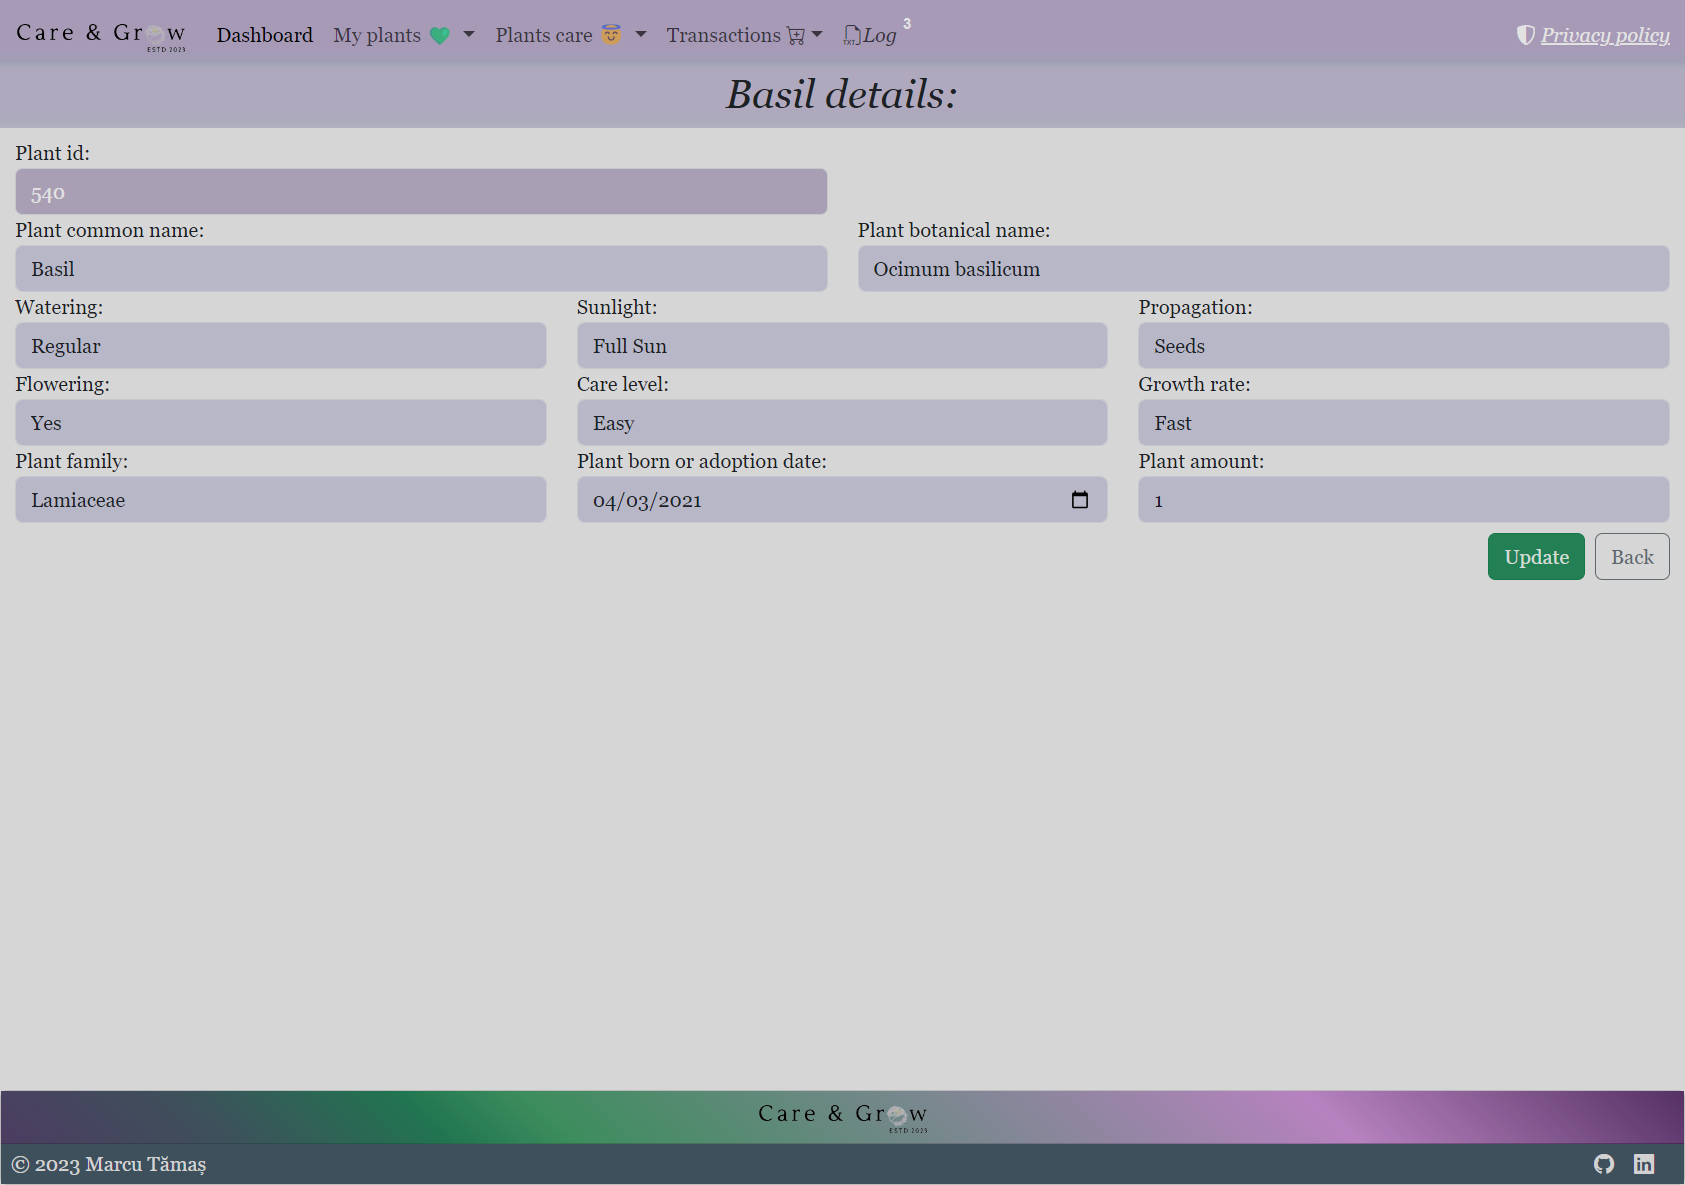 Care & Grow
ESTD 2023
Dashboard My plants Plants care Transactions TXT Log 3 Privacy policy
Basil details:
Plant id:
540
Plant common name: Plant botanical name:
Basil Ocimum basilicum
Watering: Sunlight: Propagation:
Regular Full Sun Seeds
Flowering: Care level: Growth rate:
Yes Easy Fast
Plant family: Plant born or adoption date: Plant amount:
Lamiaceae 04/03/2021 1
Update Back
Care & Grow
ESTD 2023
© 2023 Marcu Tămaș in